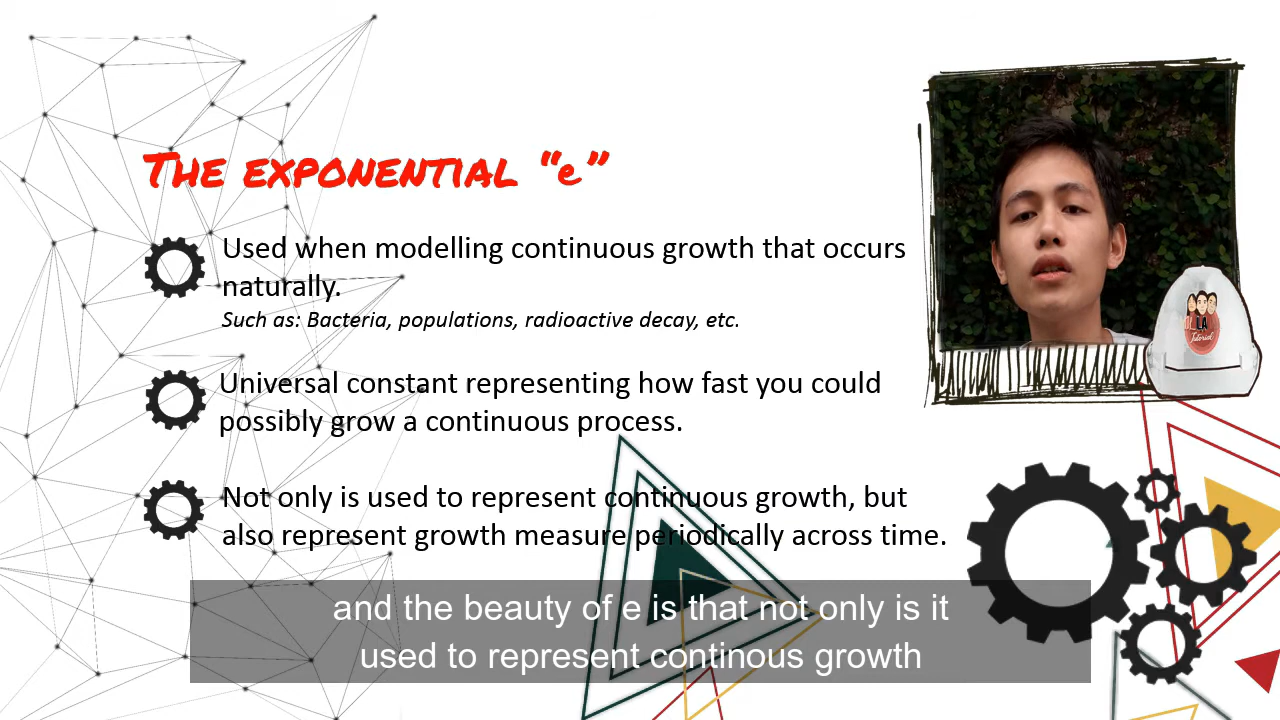 THE EXPONENTIAL “e”
Used when modelling continuous growth that occurs
naturally.
Such as: Bacteria, populations, radioactive decay, etc.
Universal constant representing how fast you could
possibly grow a continuous process.
Not only is used to represent continuous growth, but
also represent growth measure periodically across time.
and the beauty of e is that not only is it
used to represent continous growth
LA
Tutorial